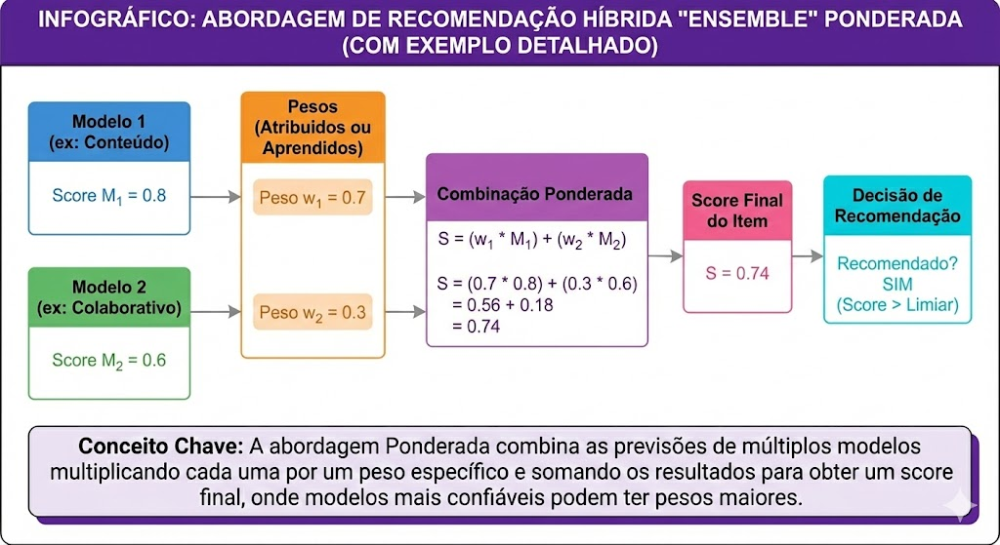 INFOGRÁFICO: ABORDAGEM DE RECOMENDAÇÃO HÍBRIDA "ENSEMBLE" PONDERADA
(COM EXEMPLO DETALHADO)
Modelo 1
(ex: Conteúdo)
Score M₁ = 0.8
Modelo 2
(ex: Colaborativo)
Score M₂ = 0.6
Pesos
(Atribuidos ou
Aprendidos)
Peso w₁ = 0.7
Peso w₂ = 0.3
Combinação Ponderada
S = (w₁ * M₁) + (w₂ * M₂)
S = (0.7 * 0.8) + (0.3 * 0.6)
= 0.56 + 0.18
= 0.74
Score Final
do Item
S = 0.74
Decisão de
Recomendação
Recomendado?
SIM
(Score > Limiar)
Conceito Chave: A abordagem Ponderada combina as previsões de múltiplos modelos
multiplicando cada uma por um peso específico e somando os resultados para obter um score
final, onde modelos mais confiáveis podem ter pesos maiores.